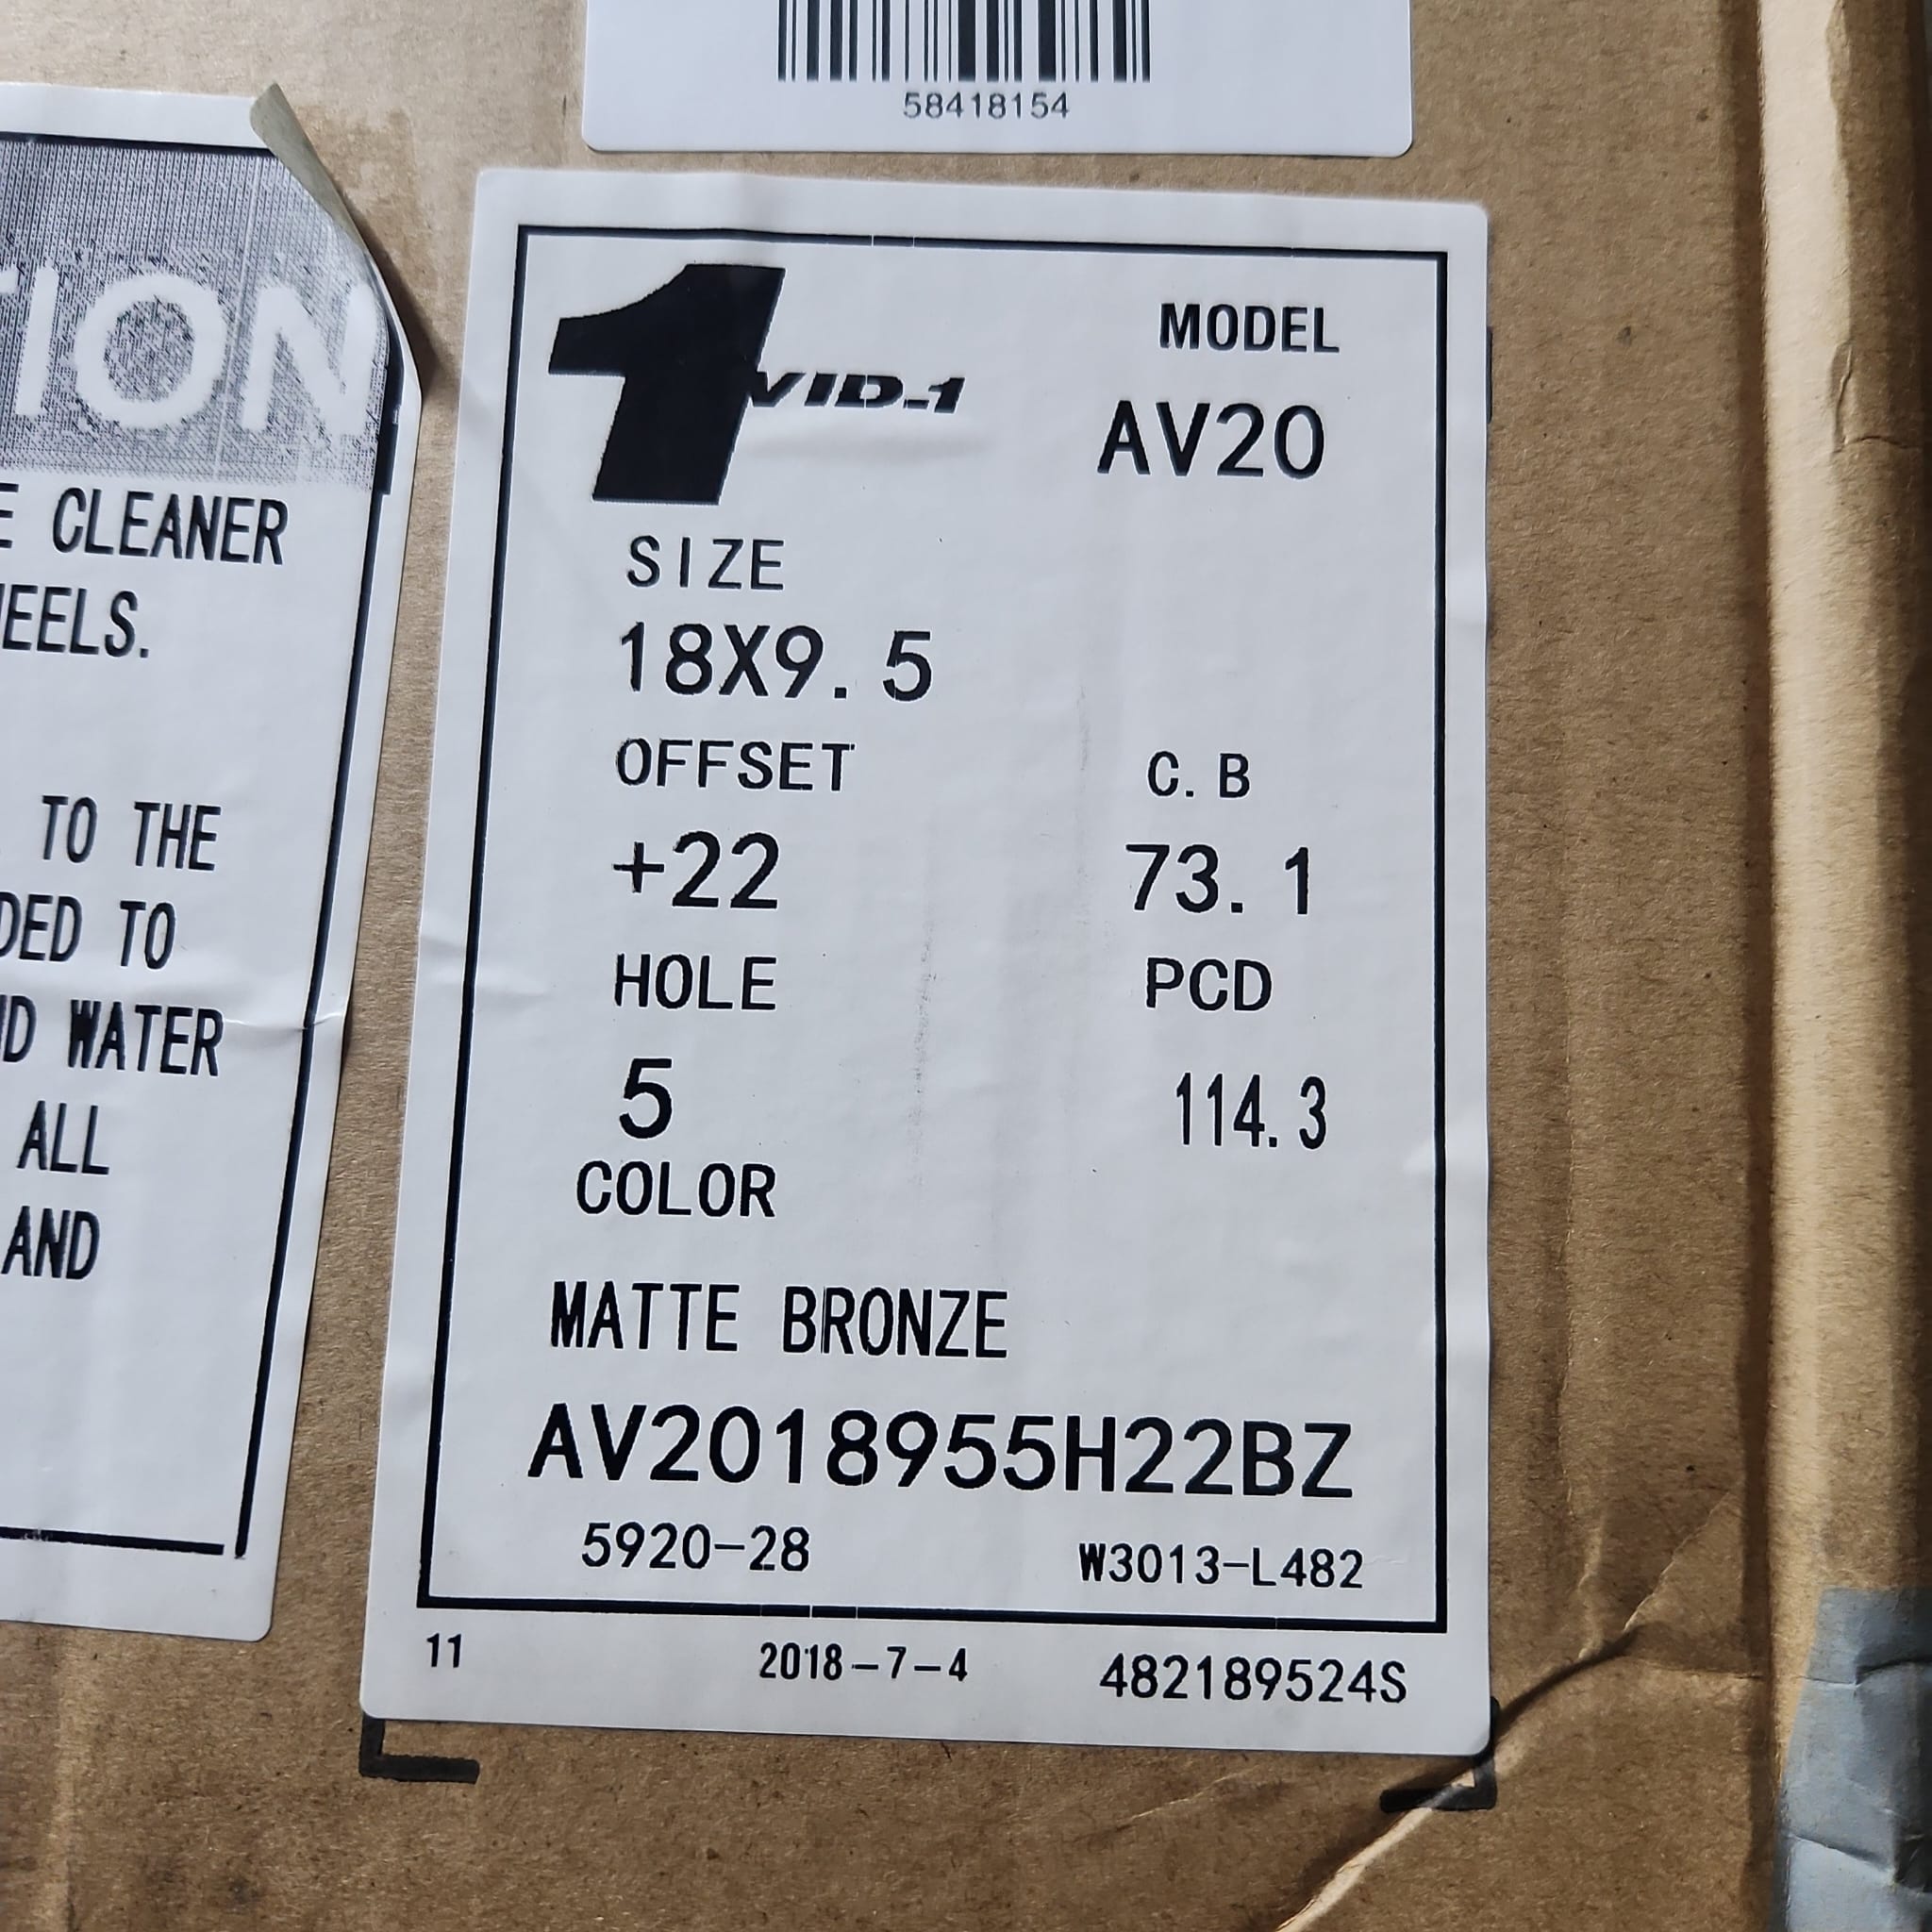 58418154
TION
E CLEANER
HEELS.
TO THE
DED TO
ND WATER
ALL
AND
1
VID-1
MODEL
AV20
SIZE
18X9.5
OFFSET C.B
+22 73.1
HOLE PCD
5 114.3
COLOR
MATTE BRONZE
AV2018955H22BZ
5920-28 W3013-L482
11 2018-7-4 482189524S